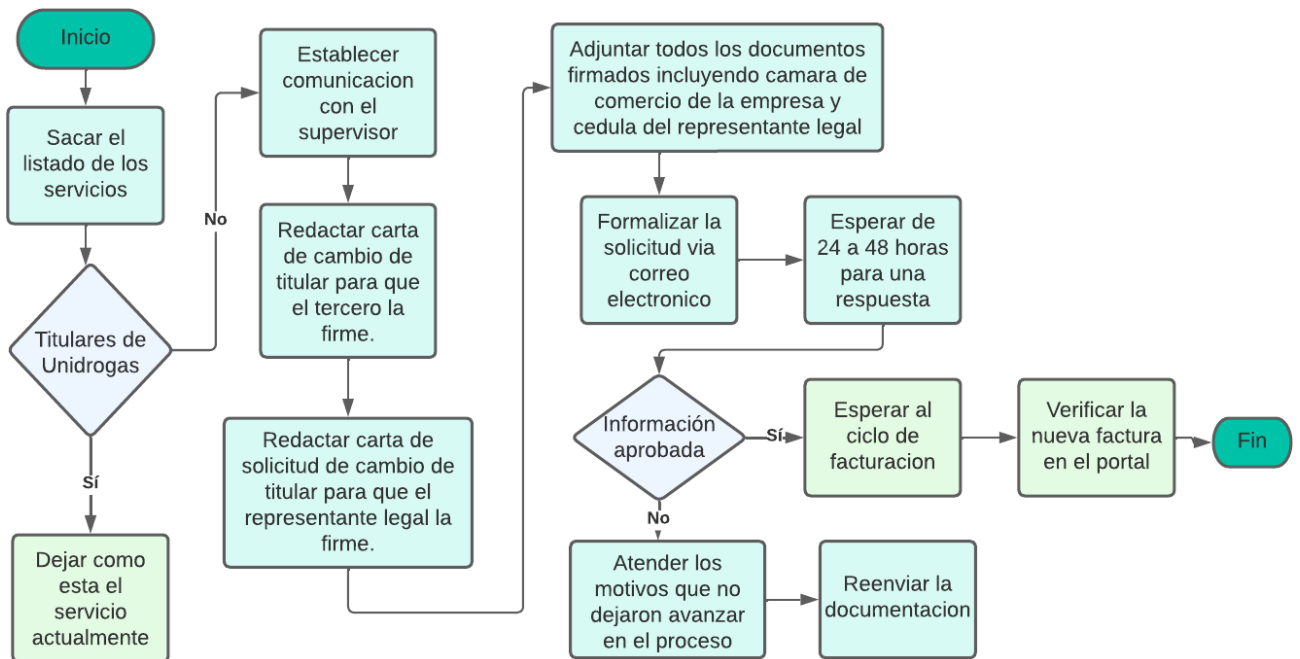 Inicio
Sacar el
listado de los
servicios
Titulares de
Unidrogas
Sí
Dejar como
esta el
servicio
actualmente
No
Establecer
comunicacion
con el
supervisor
Redactar carta
de cambio de
titular para que
el tercero la
firme.
Redactar carta de
solicitud de cambio de
titular para que el
representante legal la
firme.
Adjuntar todos los documentos
firmados incluyendo camara de
comercio de la empresa y
cedula del representante legal
Formalizar la
solicitud via
correo
electronico
Esperar de
24 a 48 horas
para una
respuesta
Información
aprobada
Sí
Esperar al
ciclo de
facturacion
Verificar la
nueva factura
en el portal
Fin
No
Atender los
motivos que no
dejaron avanzar
en el proceso
Reenviar la
documentacion